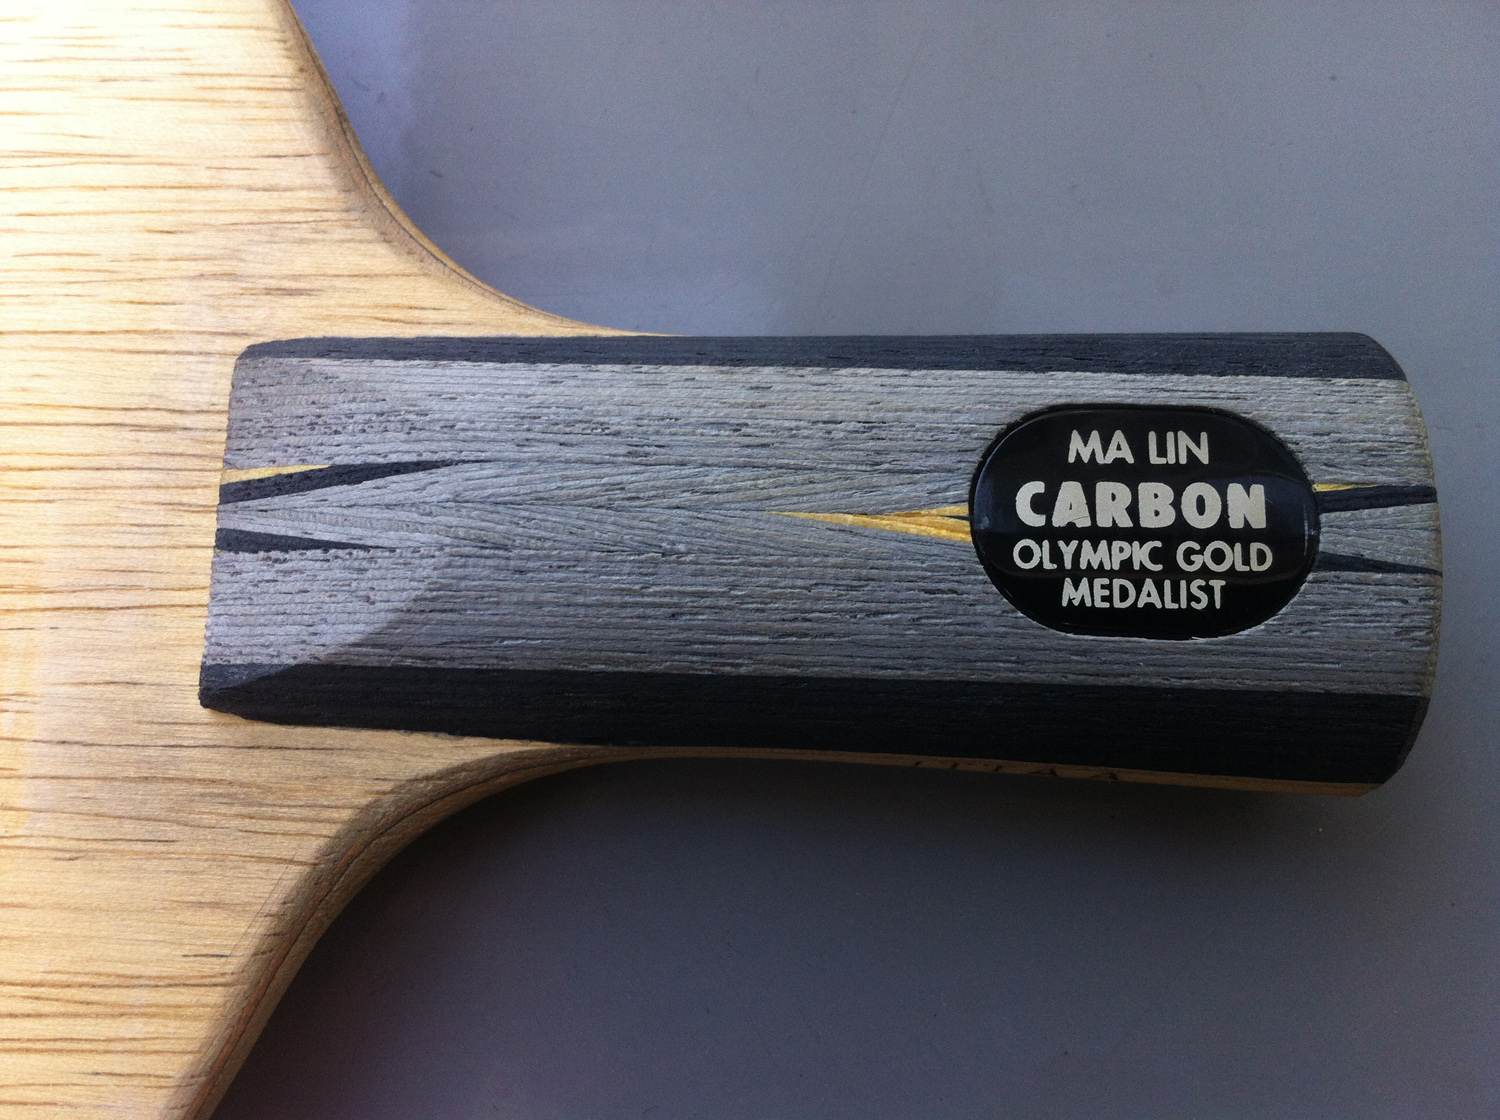 MA LIN
CARBON
OLYMPIC GOLD
MEDALIST